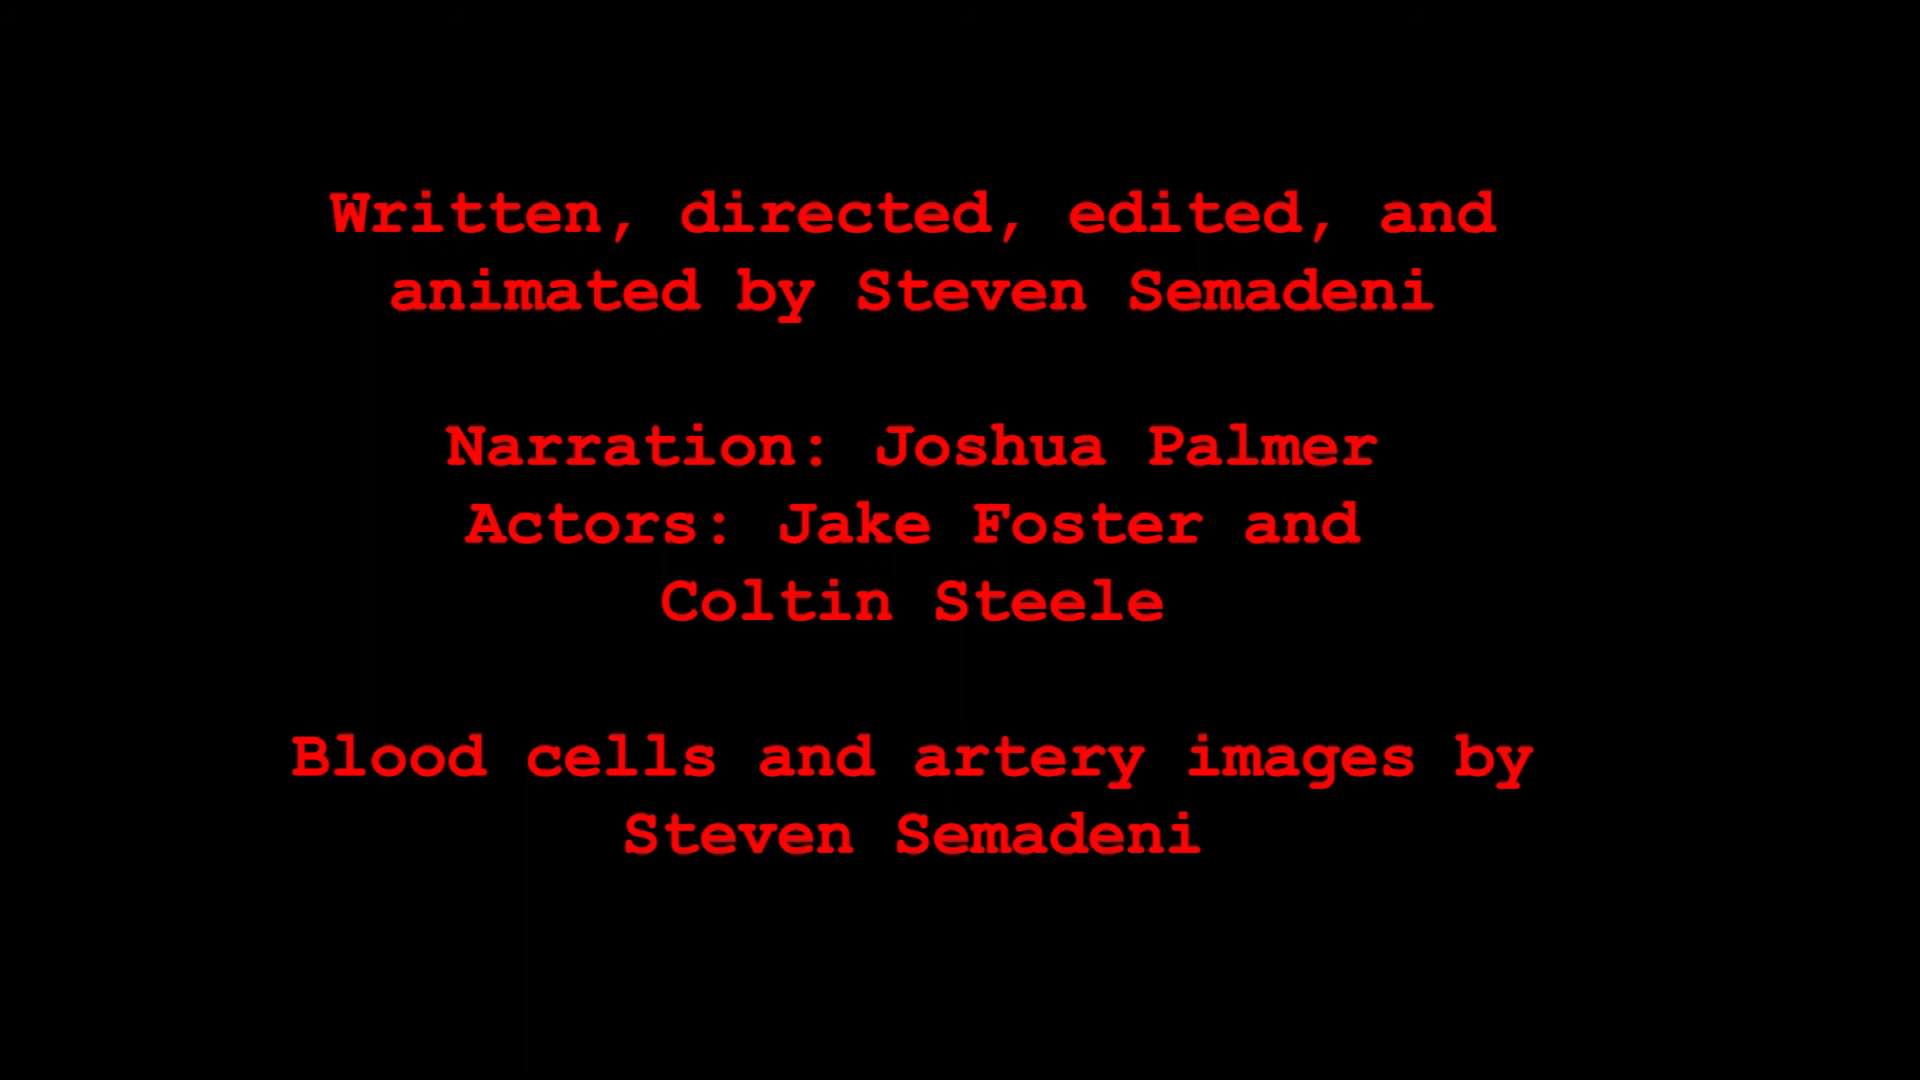 Written, directed, edited, and
animated by Steven Semadeni
Narration: Joshua Palmer
Actors: Jake Foster and
Coltin Steele
Blood cells and artery images by
Steven Semadeni